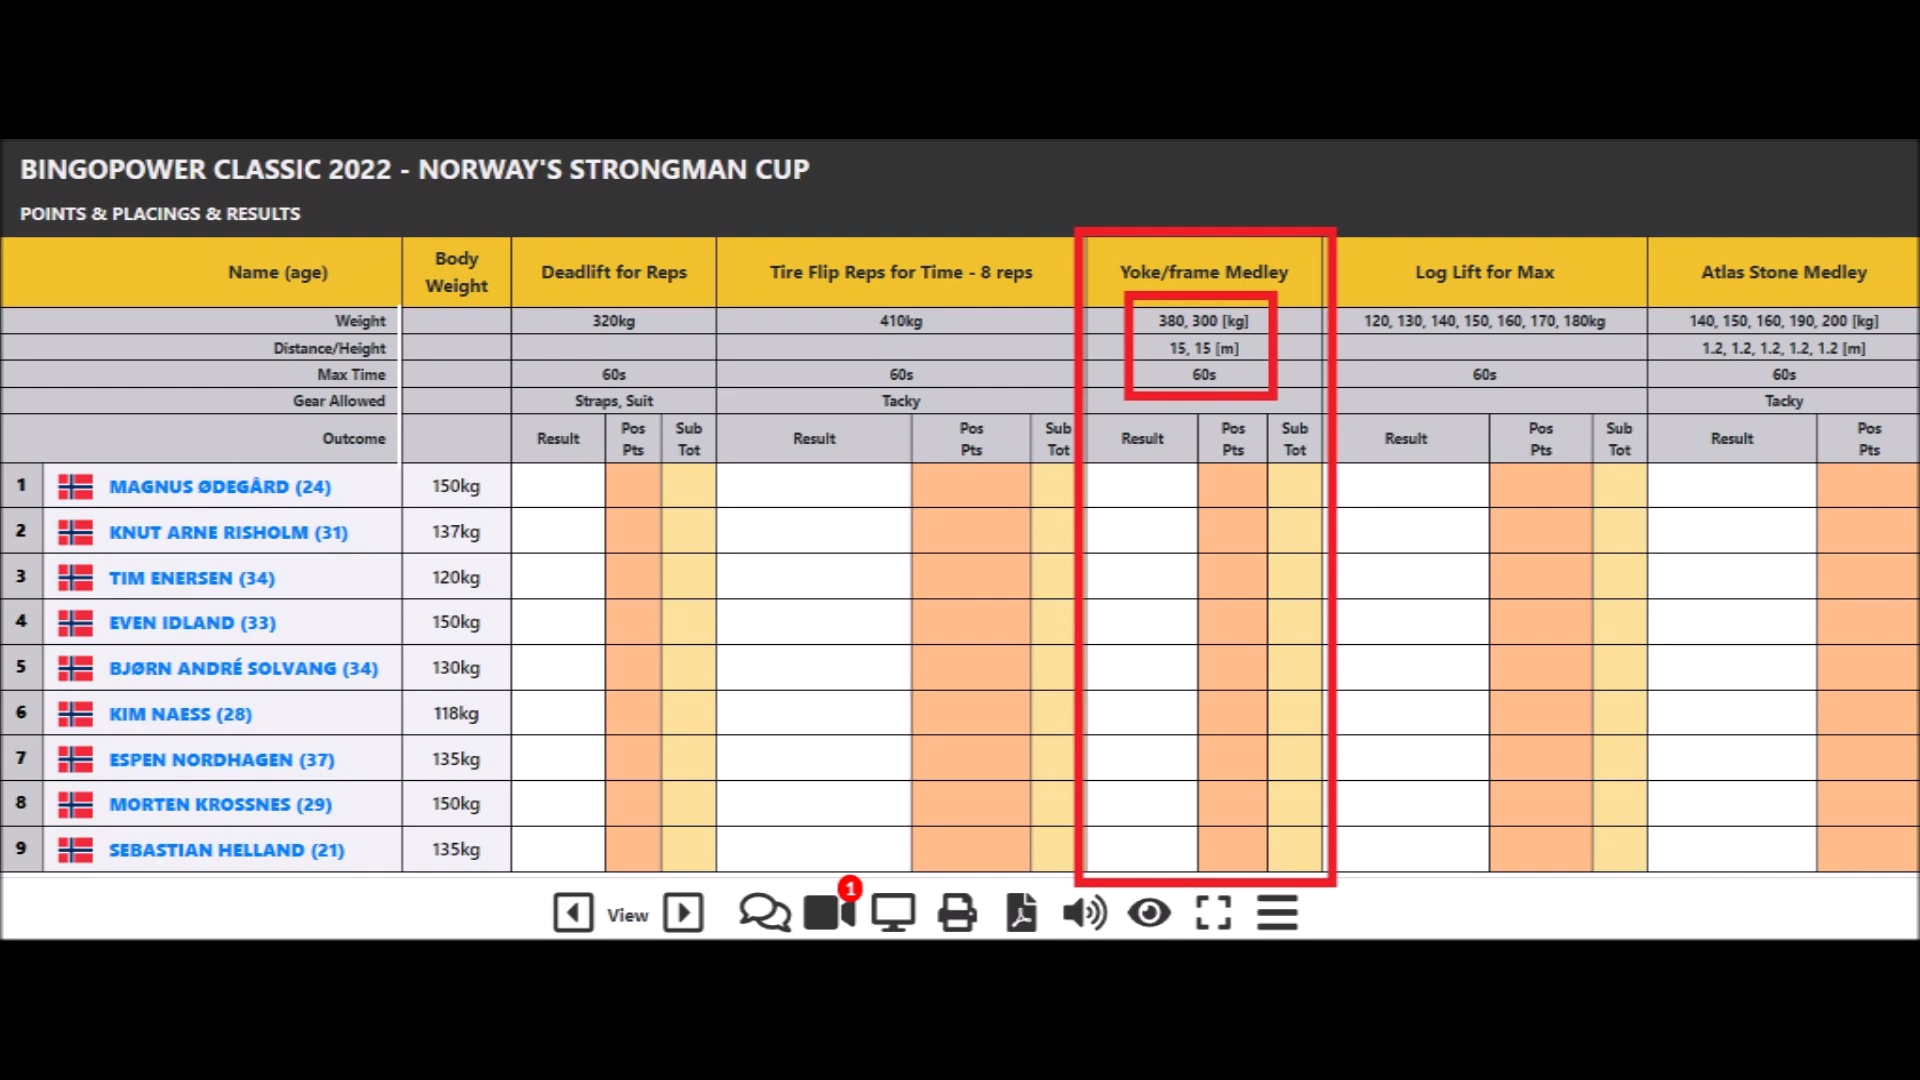 BINGOPOWER CLASSIC 2022 - NORWAY'S STRONGMAN CUP
POINTS & PLACINGS & RESULTS
Name (age) Body Weight Deadlift for Reps Tire Flip Reps for Time - 8 reps Yoke/frame Medley Log Lift for Max Atlas Stone Medley
Weight 320kg 410kg 380, 300 [kg] 120, 130, 140, 150, 160, 170, 180kg 140, 150, 160, 190, 200 [kg]
Distance/Height 15, 15 [m] 1.2, 1.2, 1.2, 1.2, 1.2 [m]
Max Time 60s 60s 60s 60s 60s
Gear Allowed Straps, Suit Tacky Tacky
Outcome Result Pos Pts Sub Tot Result Pos Pts Sub Tot Result Pos Pts Sub Tot Result Pos Pts Sub Tot Result Pos Pts
1 MAGNUS ØDEGÅRD (24) 150kg
2 KNUT ARNE RISHOLM (31) 137kg
3 TIM ENERSEN (34) 120kg
4 EVEN IDLAND (33) 150kg
5 BJØRN ANDRÉ SOLVANG (34) 130kg
6 KIM NAESS (28) 118kg
7 ESPEN NORDHAGEN (37) 135kg
8 MORTEN KROSSNES (29) 150kg
9 SEBASTIAN HELLAND (21) 135kg
View 1